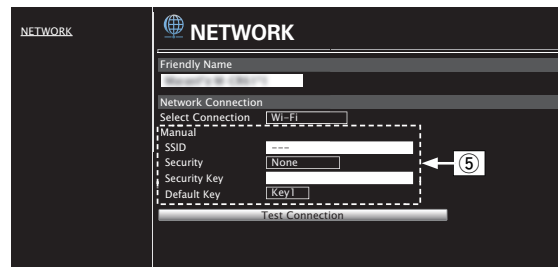 NETWORK
NETWORK
Friendly Name
Network Connection
Select Connection Wi-Fi
Manual
SSID ---
Security None
⑤
Security Key
Default Key Key1
Test Connection